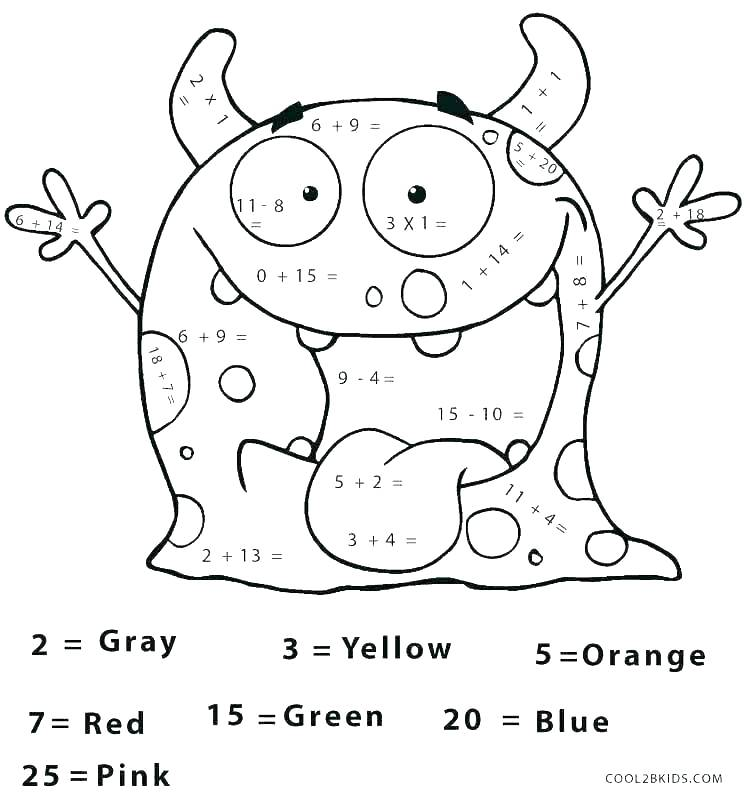 2 x 1 =
1 + 1 =
6 + 9 =
5 + 20 =
11 - 8 =
3 X 1 =
6 + 14 =
2 + 18 =
0 + 15 =
1 + 14 =
7 + 8 =
6 + 9 =
18 + 7 =
9 - 4 =
15 - 10 =
5 + 2 =
11 + 4 =
3 + 4 =
2 + 13 =
2 = Gray
3 = Yellow
5 =Orange
7= Red
15 =Green
20 = Blue
25 =Pink
COOL2BKIDS.COM